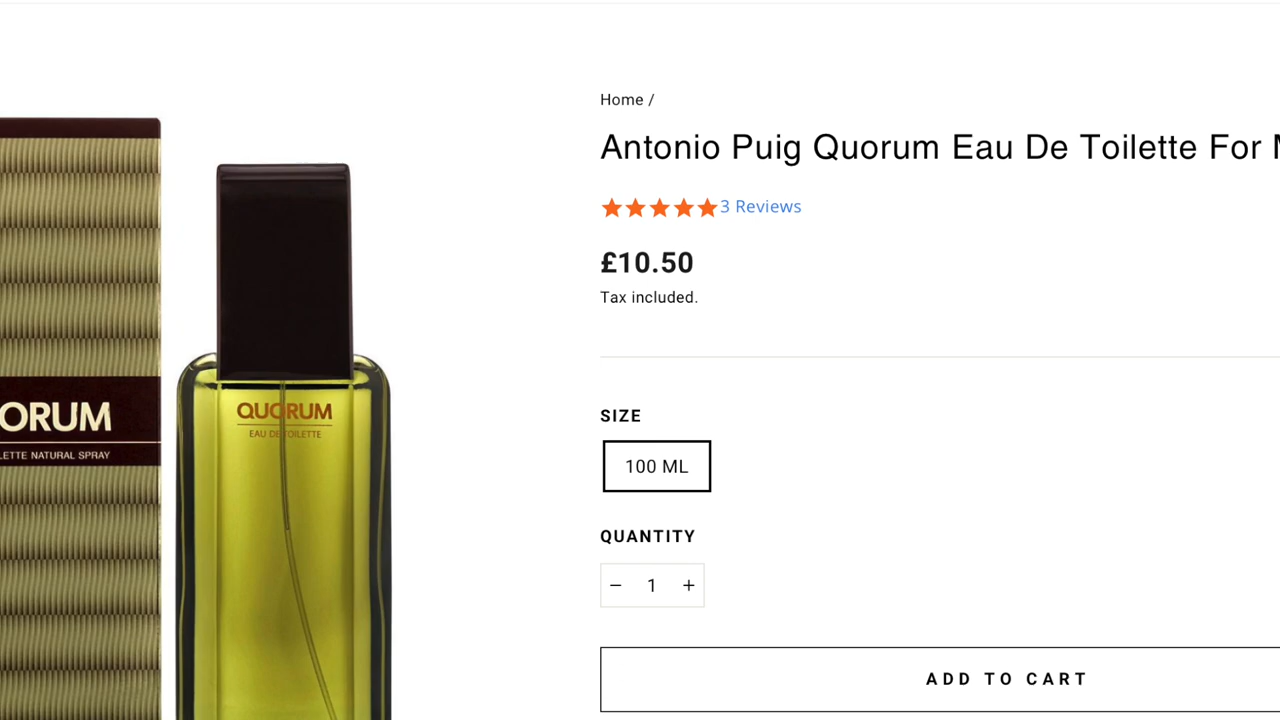 Home /
Antonio Puig Quorum Eau De Toilette For
3 Reviews
£10.50
Tax included.
SIZE
100 ML
QUANTITY
− 1 +
ADD TO CART
ORUM
LETTE NATURAL SPRAY
QUORUM
EAU DE TOILETTE